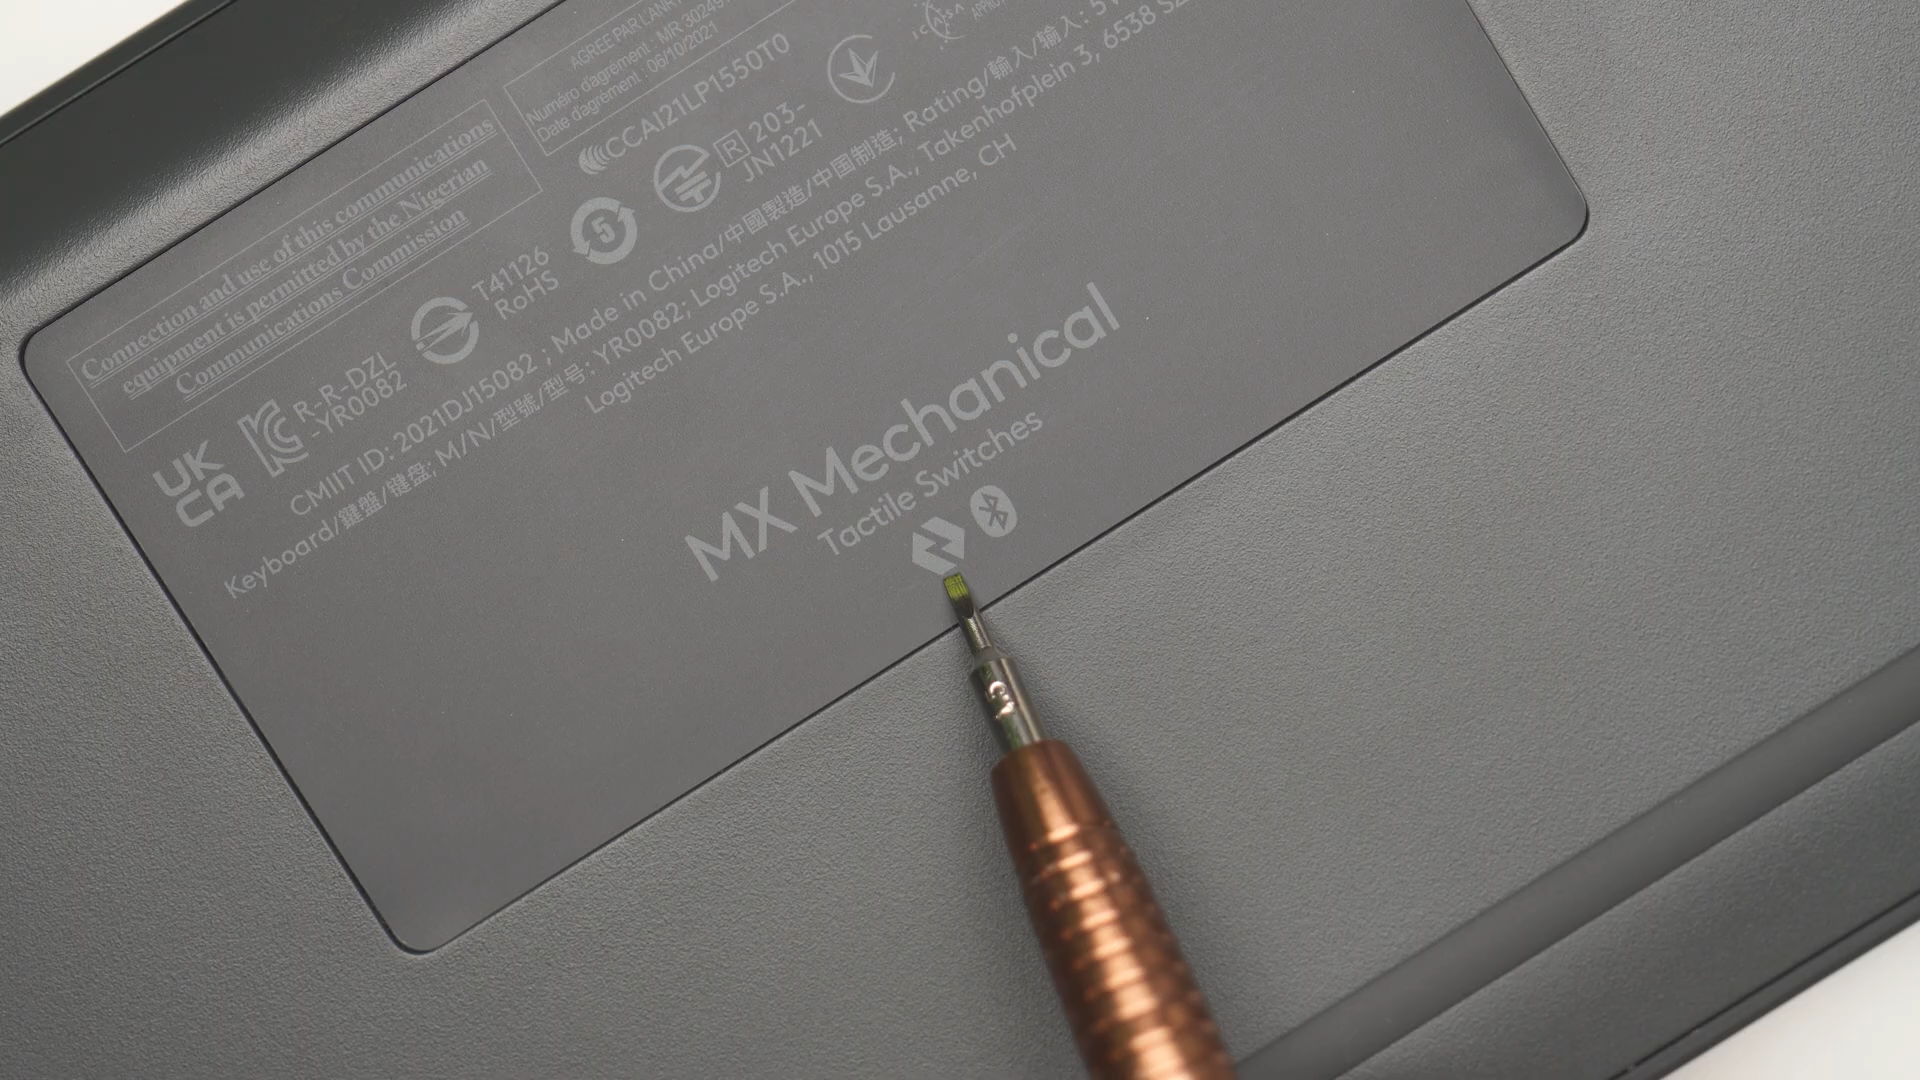 AGREE PAR L'ANRT
Numéro d'agrément : MR 30249
Date d'agrément : 06/10/2021
Connection and use of this communications
equipment is permitted by the Nigerian
Communications Commission
CCAI21LP1550T0
UK
CA
R-R-DZL
-YR0082
T41126
RoHS
5
R 203-
JN122
CMIIT ID: 2021DJ15082 ; Made in China/中國製造/中国制造; Rating/輸入/输入: 5V
Keyboard/鍵盤/键盘; M/N/型號/型号: YR0082; Logitech Europe S.A., Takenhofplein 3, 6538 SZ
Logitech Europe S.A., 1015 Lausanne, CH
MX Mechanical
Tactile Switches